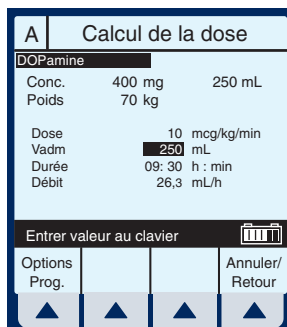 A Calcul de la dose
DOPamine
Conc. 400 mg 250 mL
Poids 70 kg
Dose 10 mcg/kg/min
Vadm 250 mL
Durée 09: 30 h : min
Débit 26,3 mL/h
Entrer valeur au clavier
Options Annuler/
Prog. Retour